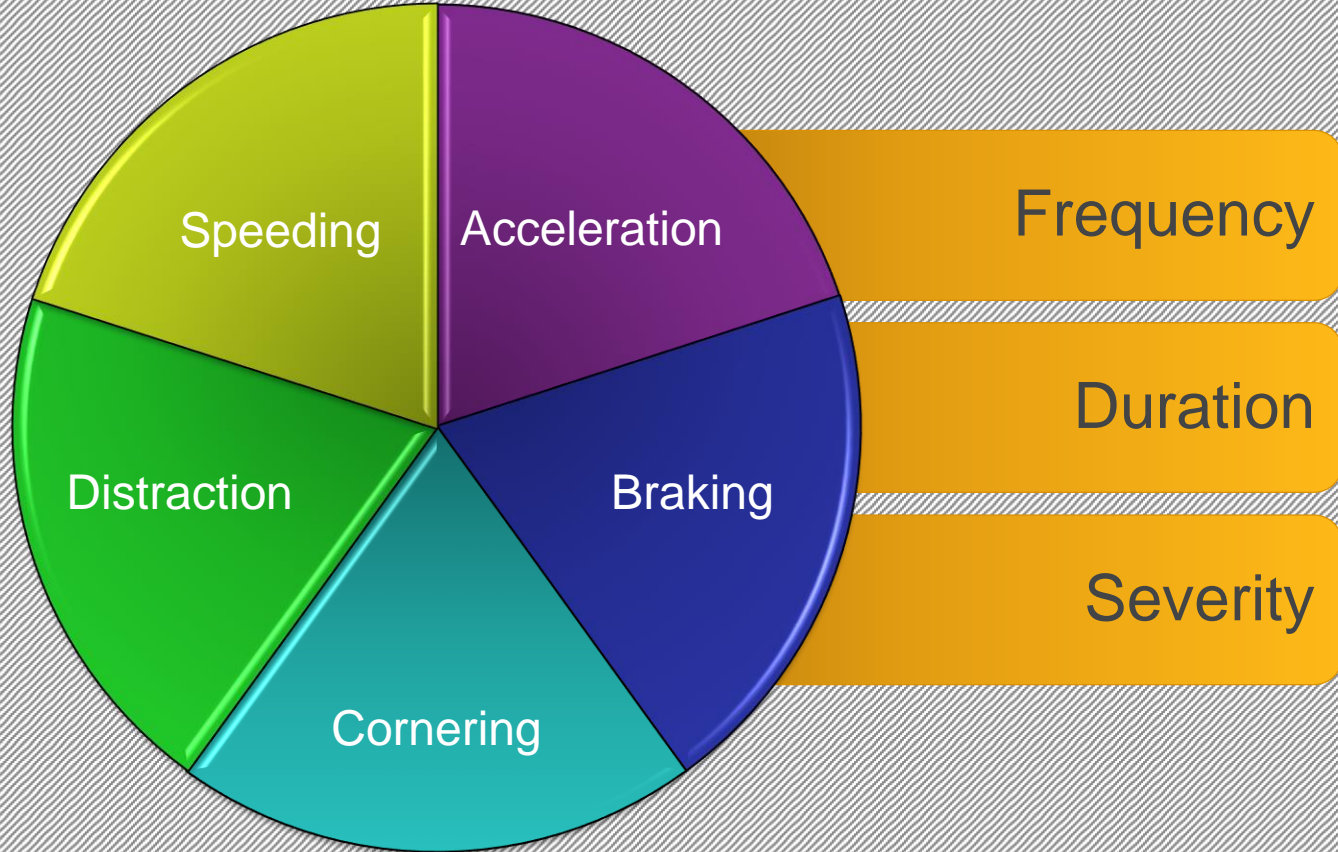 Speeding
Acceleration
Distraction
Braking
Cornering
Frequency
Duration
Severity